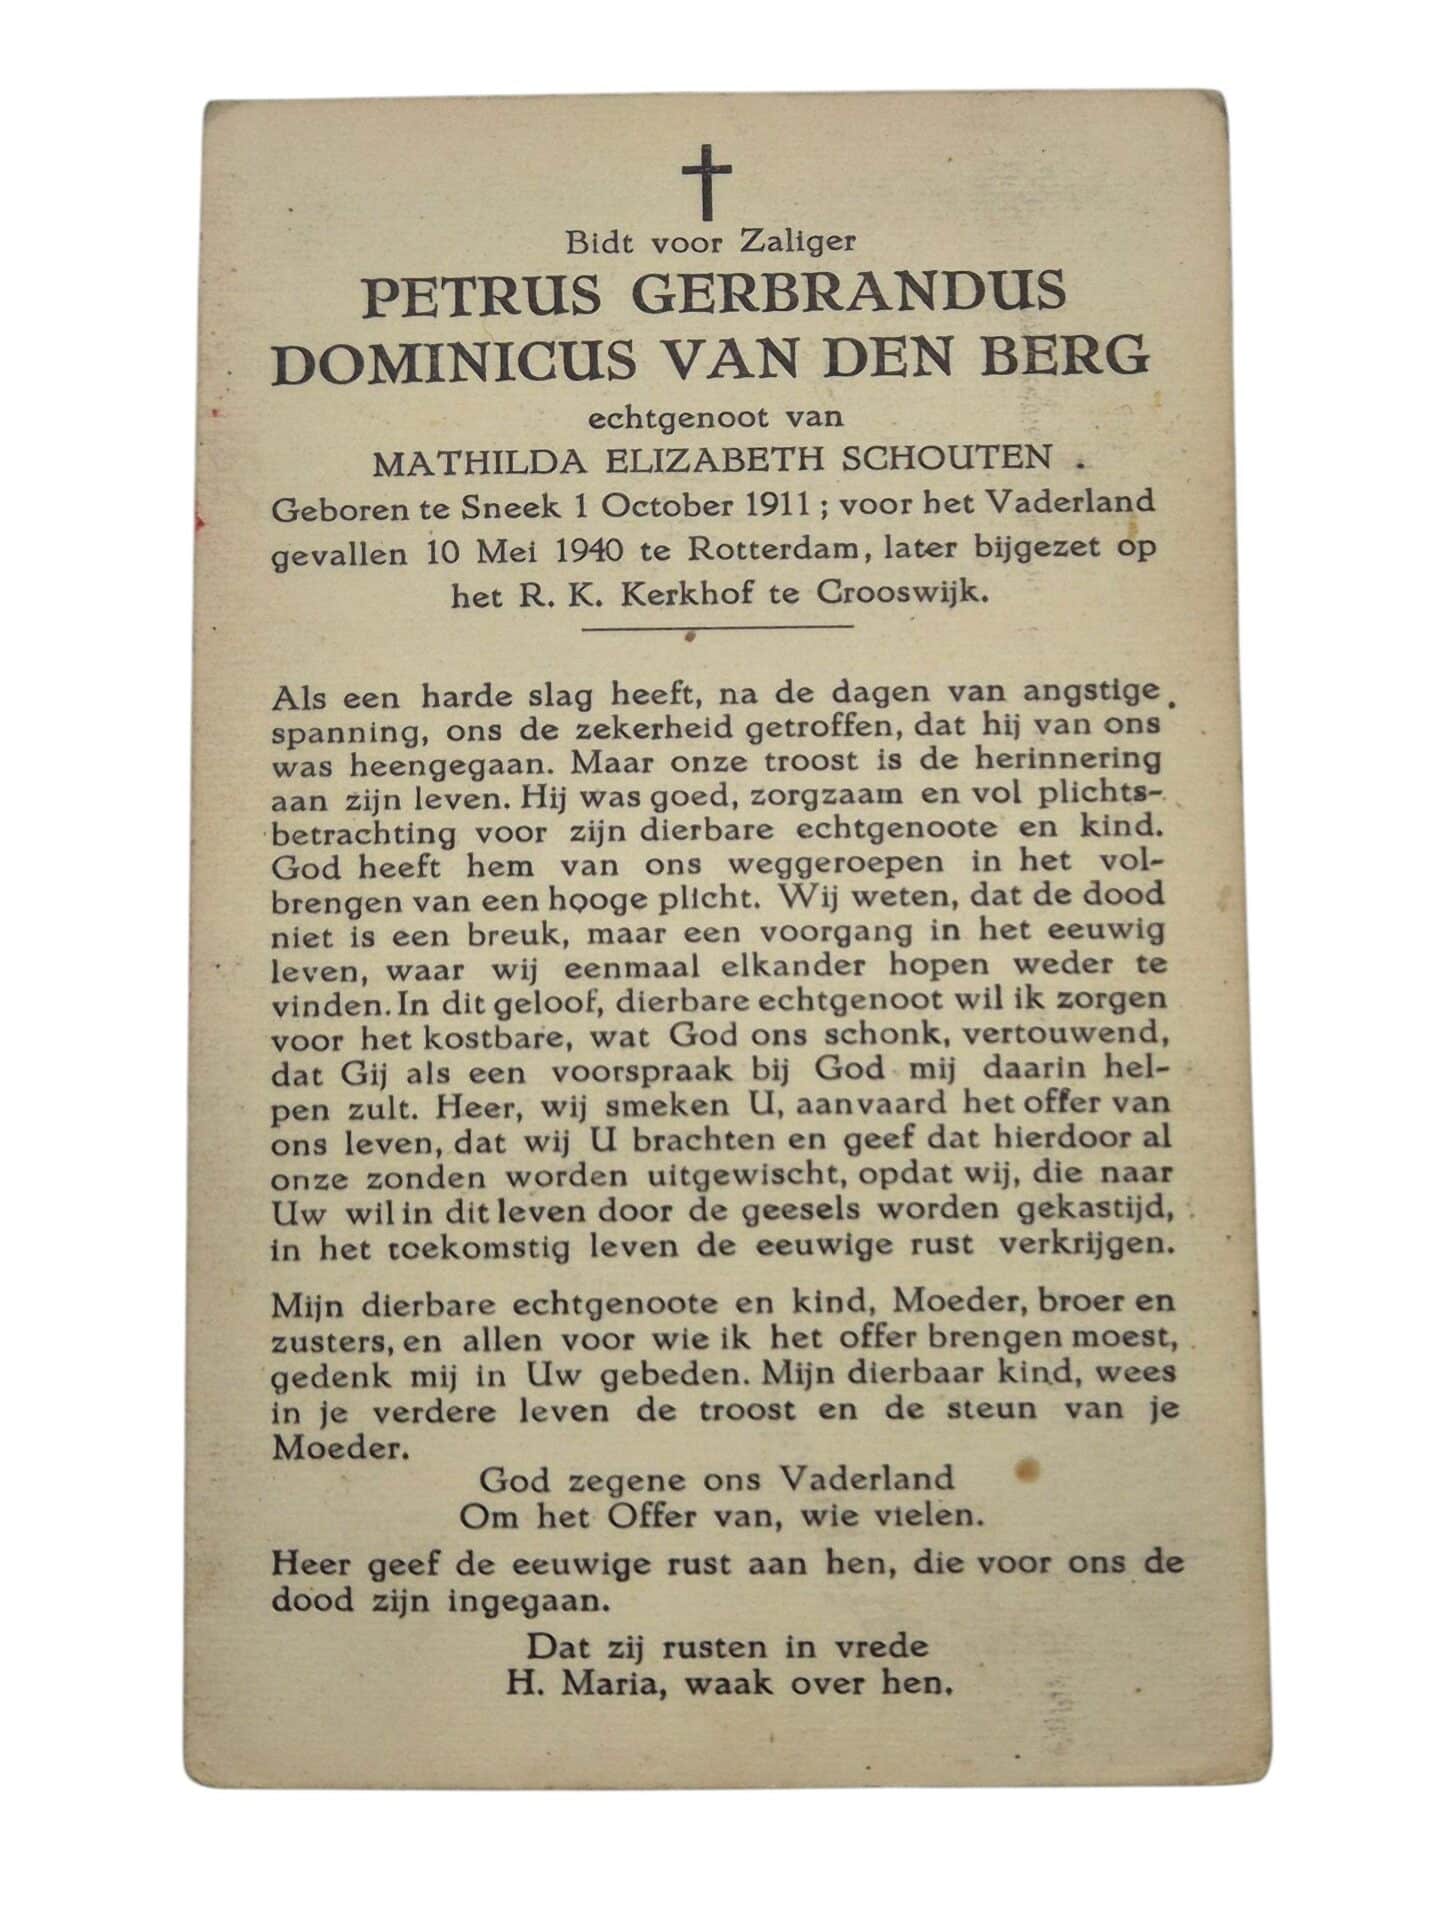 Bidt voor Zaliger
PETRUS GERBRANDUS
DOMINICUS VAN DEN BERG
echtgenoot van
MATHILDA ELIZABETH SCHOUTEN .
Geboren te Sneek 1 October 1911 ; voor het Vaderland
gevallen 10 Mei 1940 te Rotterdam, later bijgezet op
het R. K. Kerkhof te Crooswijk.
Als een harde slag heeft, na de dagen van angstige
spanning, ons de zekerheid getroffen, dat hij van ons
was heengegaan. Maar onze troost is de herinnering
aan zijn leven. Hij was goed, zorgzaam en vol plichts-
betrachting voor zijn dierbare echtgenoote en kind.
God heeft hem van ons weggeroepen in het vol-
brengen van een hooge plicht. Wij weten, dat de dood
niet is een breuk, maar een voorgang in het eeuwig
leven, waar wij eenmaal elkander hopen weder te
vinden. In dit geloof, dierbare echtgenoot wil ik zorgen
voor het kostbare, wat God ons schonk, vertouwend,
dat Gij als een voorspraak bij God mij daarin hel-
pen zult. Heer, wij smeken U, aanvaard het offer van
ons leven, dat wij U brachten en geef dat hierdoor al
onze zonden worden uitgewischt, opdat wij, die naar
Uw wil in dit leven door de geesels worden gekastijd,
in het toekomstig leven de eeuwige rust verkrijgen.
Mijn dierbare echtgenoote en kind, Moeder, broer en
zusters, en allen voor wie ik het offer brengen moest,
gedenk mij in Uw gebeden. Mijn dierbaar kind, wees
in je verdere leven de troost en de steun van je
Moeder.
God zegene ons Vaderland
Om het Offer van, wie vielen.
Heer geef de eeuwige rust aan hen, die voor ons de
dood zijn ingegaan.
Dat zij rusten in vrede
H. Maria, waak over hen.